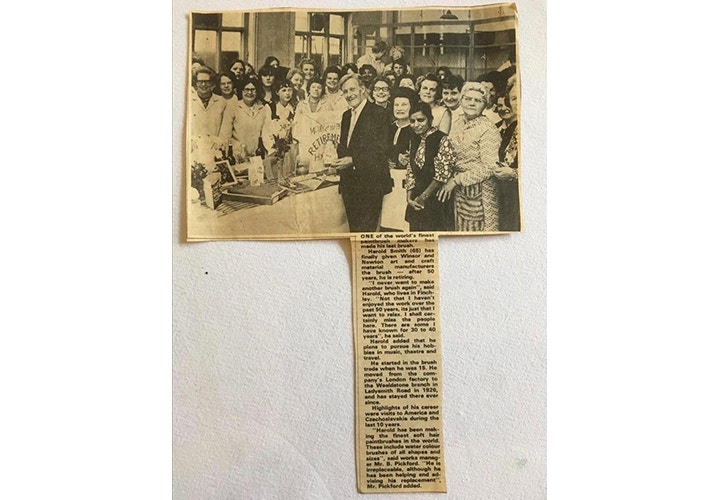 RETIREMENT
ONE of the world's finest
paintbrush makers has
made his last brush.
Harold Smith (65) has
finally given Winsor and
Newton art and craft
material manufacturers
the brush — after 50
years, he is retiring.
"I never want to make
another brush again", said
Harold, who lives in Finch-
ley. "Not that I haven't
enjoyed the work over the
past 50 years, its just that I
want to relax. I shall cer-
tainly miss the people
here. There are some I
have known for 30 to 40
years", he said.
Harold added that he
plans to pursue his hob-
bies in music, theatre and
travel.
He started in the brush
trade when he was 15. He
moved from the com-
pany's London factory to
the Wealdstone branch in
Ladysmith Road in 1926,
and has stayed there ever
since.
Highlights of his career
were visits to America and
Czechoslovakia during the
last 10 years.
"Harold has been mak-
ing the finest soft hair
paintbrushes in the world.
These include water colour
brushes of all shapes and
sizes", said works manag-
er Mr. B. Pickford. "He is
irreplaceable, although he
has been helping and ad-
vising his replacement",
Mr. Pickford added.